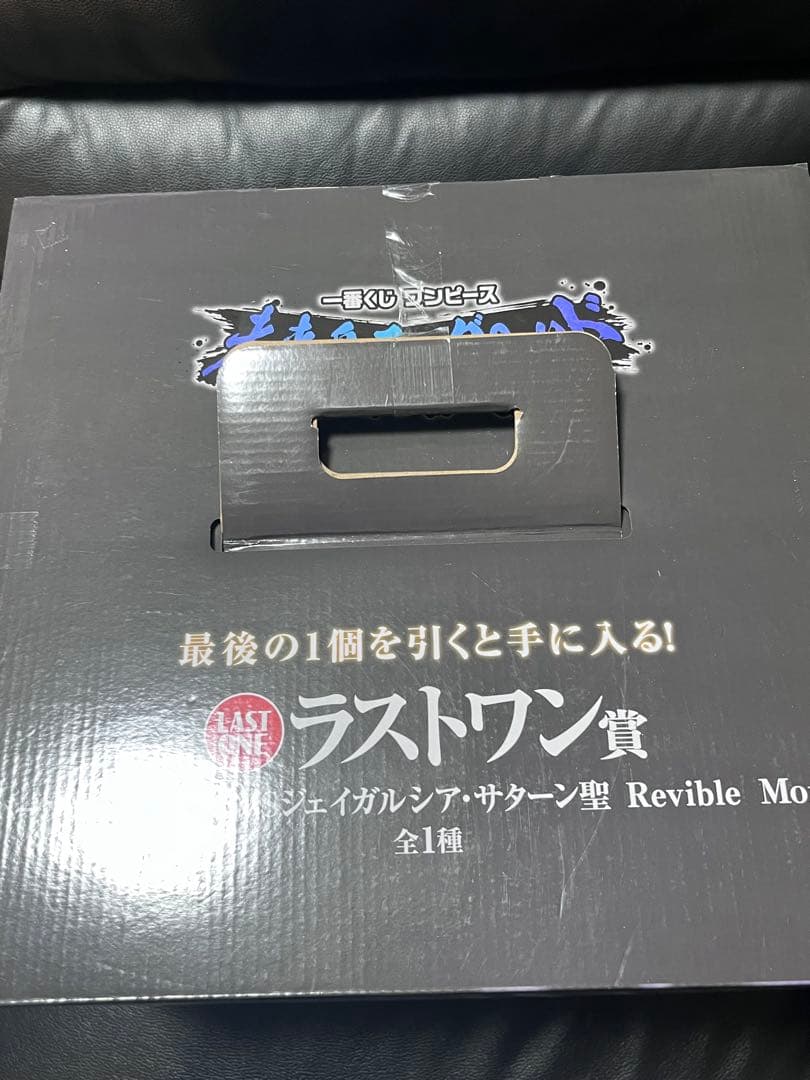 一番くじ ワンピース
最後の1個を引くと手に入る!
LAST ONE ラストワン賞
ジェイガルシア・サターン聖 Revible Mo
全1種